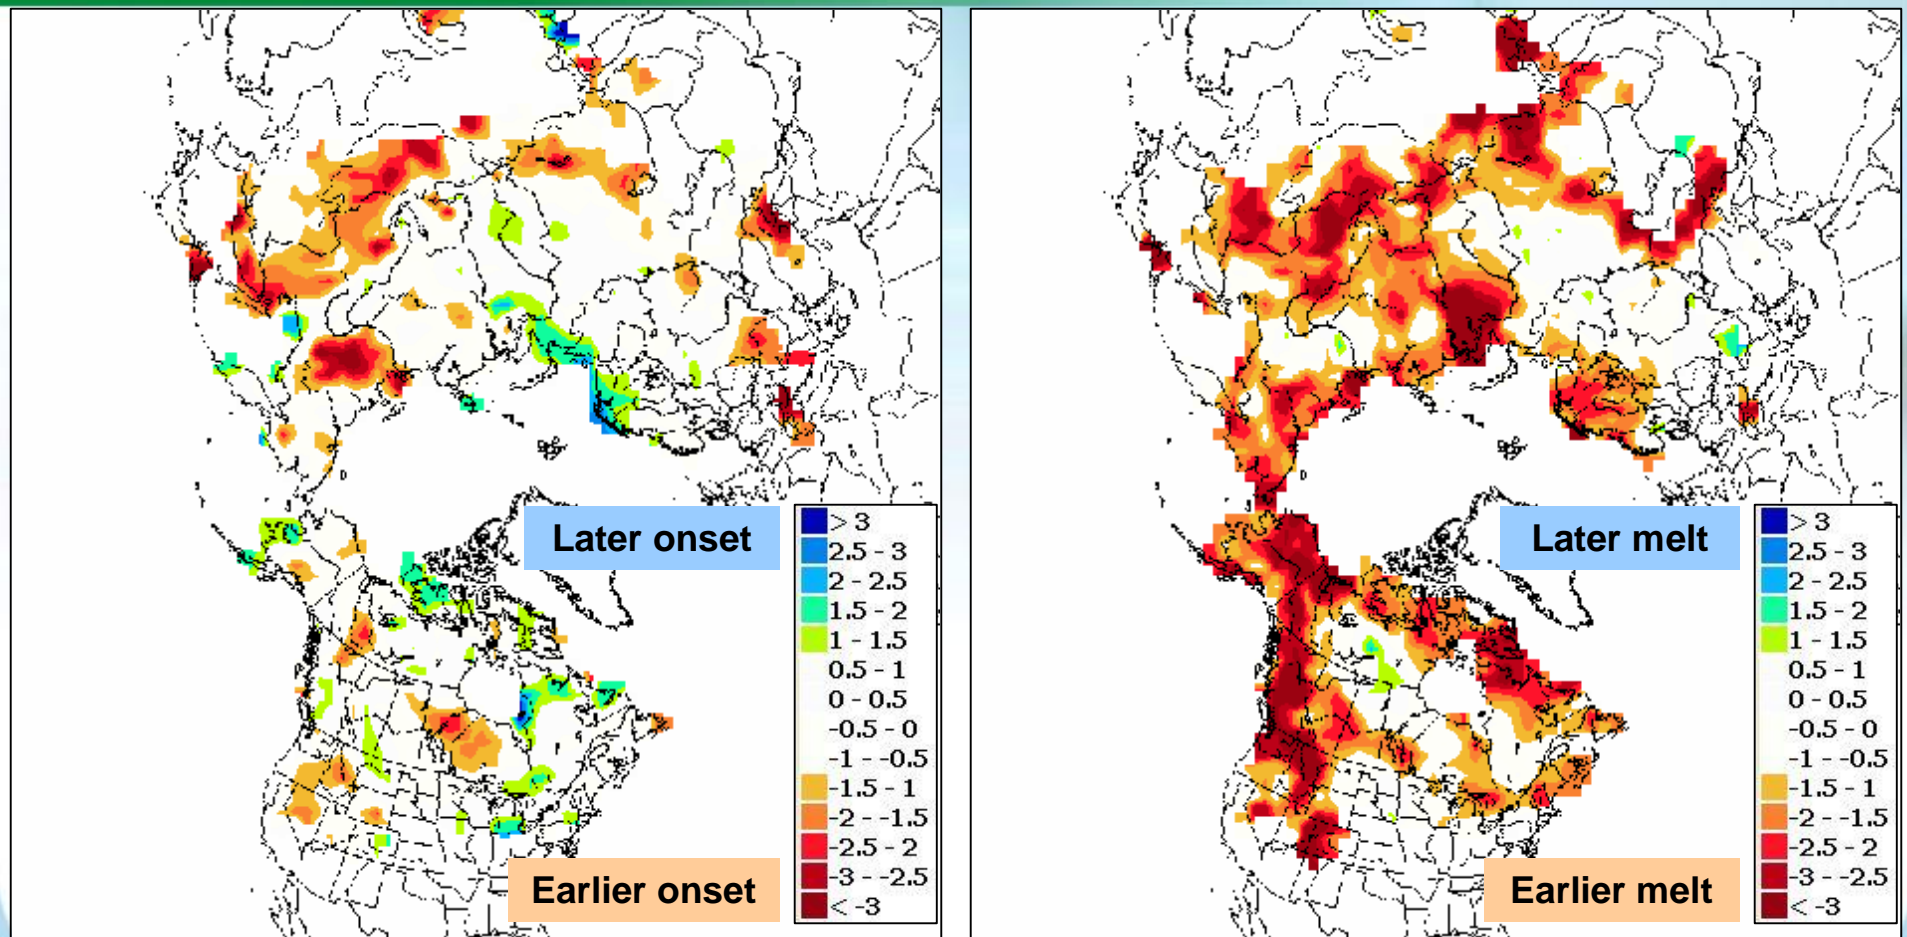 Later onset
> 3
2.5 - 3
2 - 2.5
1.5 - 2
1 - 1.5
0.5 - 1
0 - 0.5
-0.5 - 0
-1 - -0.5
-1.5 - 1
-2 - -1.5
-2.5 - 2
-3 - -2.5
< -3
Earlier onset
Later melt
> 3
2.5 - 3
2 - 2.5
1.5 - 2
1 - 1.5
0.5 - 1
0 - 0.5
-0.5 - 0
-1 - -0.5
-1.5 - 1
-2 - -1.5
-2.5 - 2
-3 - -2.5
< -3
Earlier melt